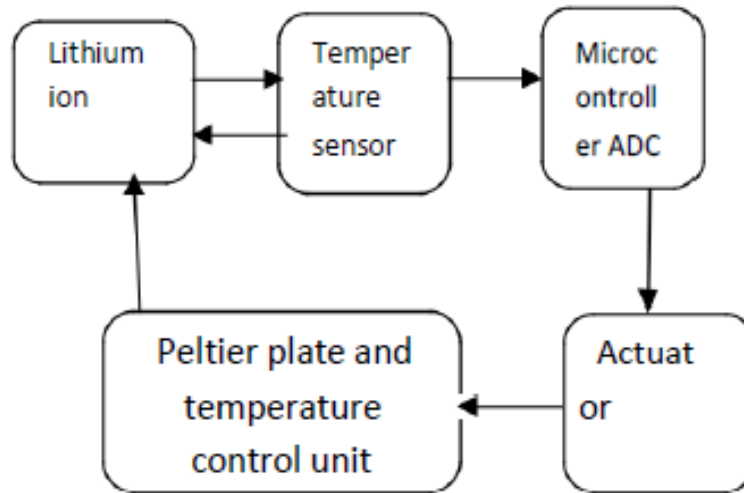 Lithium
ion
Temper
ature
sensor
Microc
ontroll
er ADC
Peltier plate and
temperature
control unit
Actuat
or